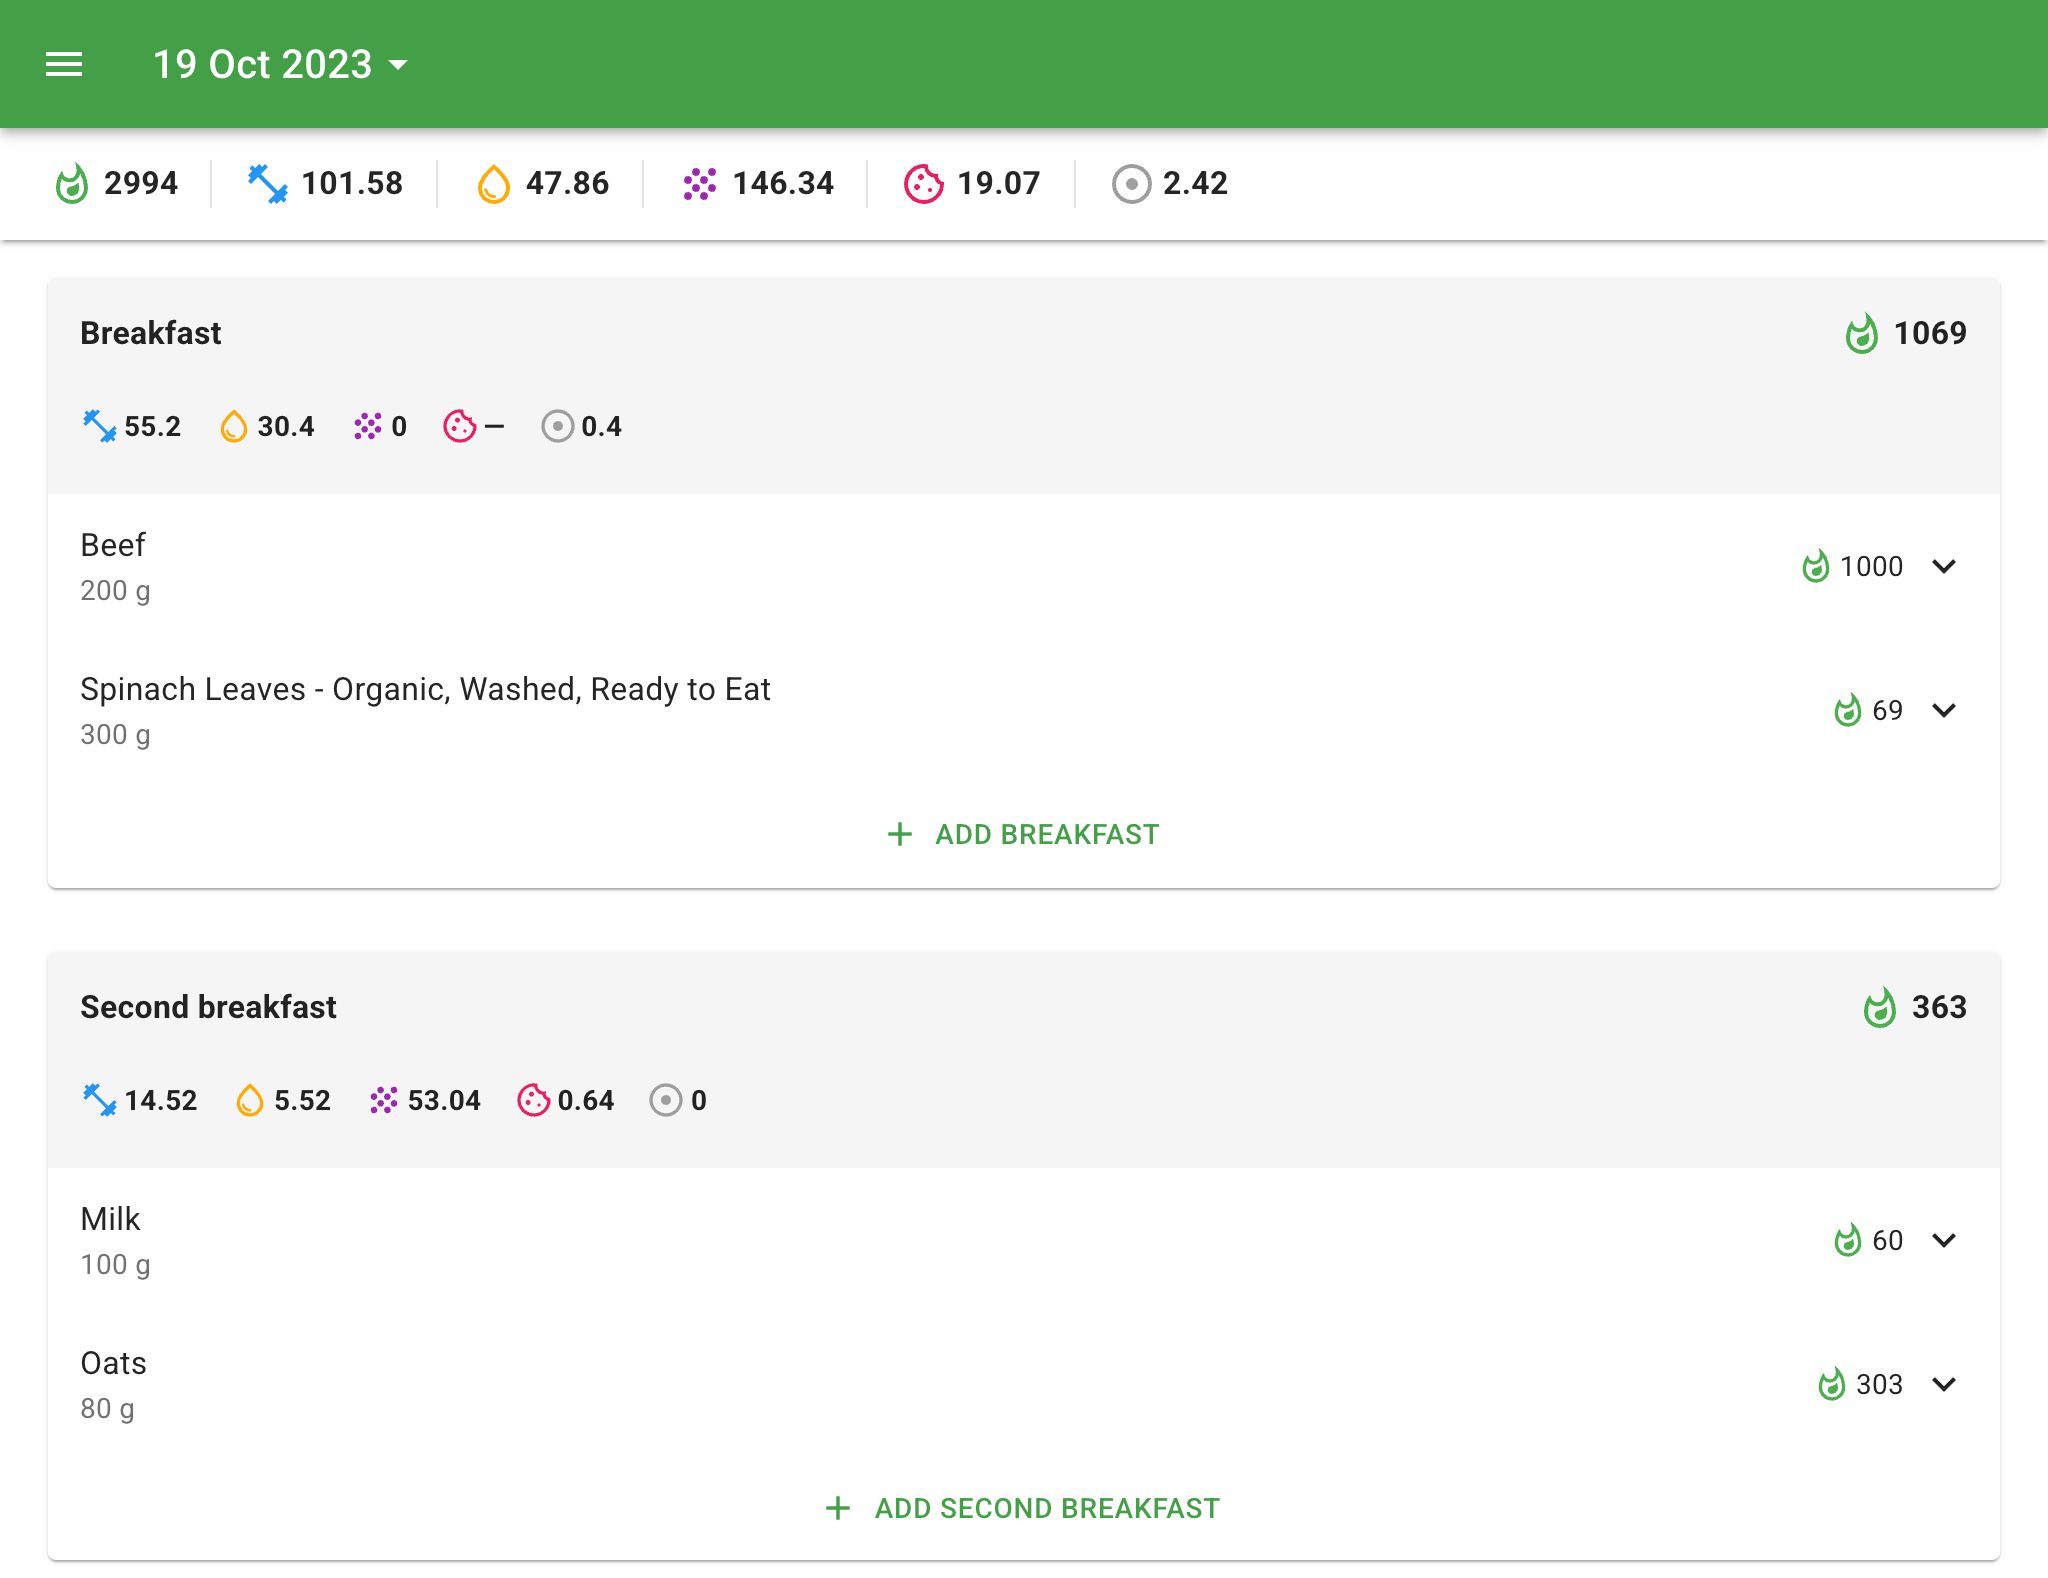 19 Oct 2023
2994 101.58 47.86 146.34 19.07 2.42
Breakfast 1069
55.2 30.4 0 – 0.4
Beef
200 g
1000
Spinach Leaves - Organic, Washed, Ready to Eat
300 g
69
+ ADD BREAKFAST
Second breakfast 363
14.52 5.52 53.04 0.64 0
Milk
100 g
60
Oats
80 g
303
+ ADD SECOND BREAKFAST